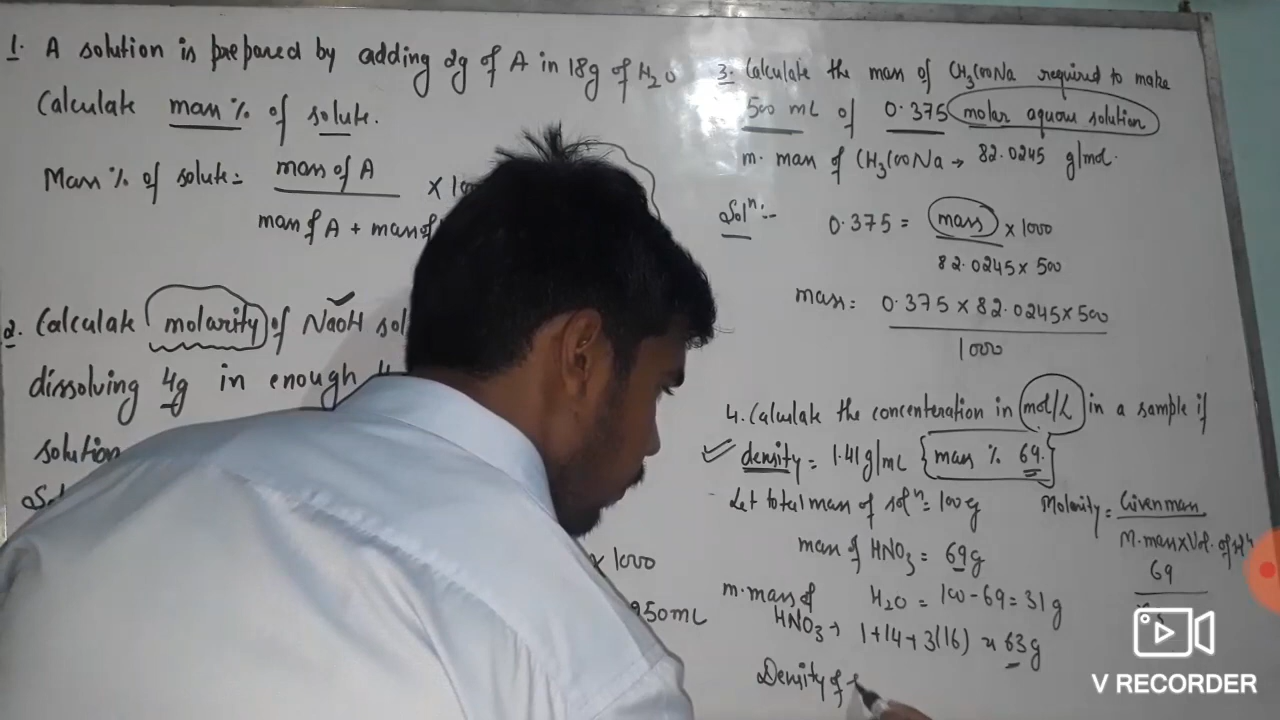 1. A solution is prepared by adding 2g of A in 18g of H2O
Calculate mass % of solute.
Mass % of solute = mass of A
mass of A + mass of
2. Calculate molarity of NaOH sol
dissolving 4g in enough
solution
x 1000
250mL
3. Calculate the mass of CH3COONa required to make
500 mL of 0.375 molar aqueous solution
m. mass of CH3COONa → 82.0245 g/mol.
Solⁿ:-
0.375 = mass x 1000
82.0245 x 500
mass = 0.375 x 82.0245 x 500
1000
4. Calculate the concentration in mol/L in a sample if
density = 1.41 g/mL {mass % 69.}
Let total mass of solⁿ = 100g
mass of HNO3 = 69g
H2O = 100-69 = 31g
m. mass of
HNO3 → 1+14+3(16) ≈ 63g
Density of
Molarity = Given mass
M. mass x Vol. of solⁿ
69
V RECORDER